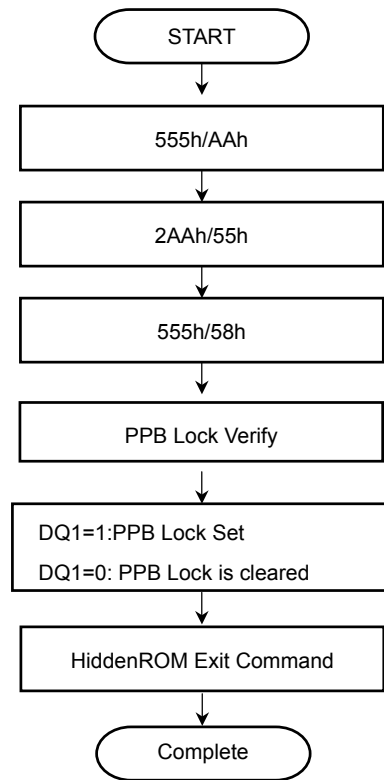 START
555h/AAh
2AAh/55h
555h/58h
PPB Lock Verify
DQ1=1:PPB Lock Set
DQ1=0: PPB Lock is cleared
HiddenROM Exit Command
Complete